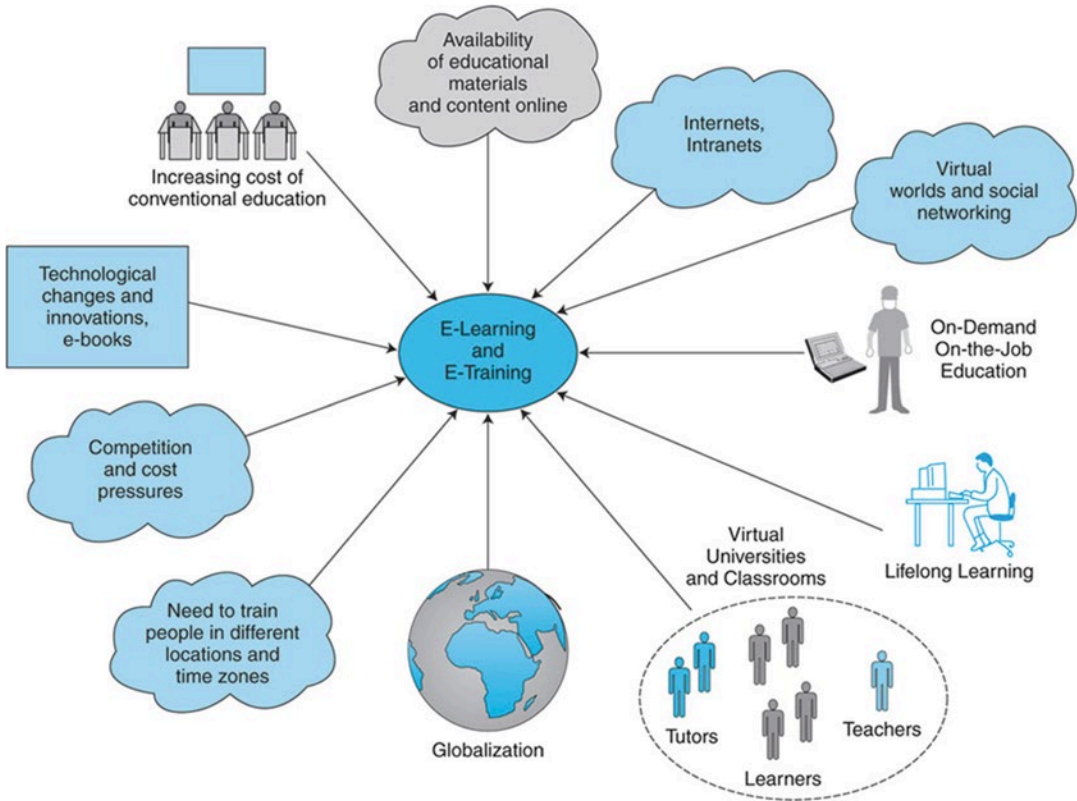 Availability
of educational
materials
and content online
Internets,
Intranets
Virtual
worlds and social
networking
Increasing cost of
conventional education
Technological
changes and
innovations,
e-books
E-Learning
and
E-Training
On-Demand
On-the-Job
Education
Competition
and cost
pressures
Lifelong Learning
Virtual
Universities
and Classrooms
Need to train
people in different
locations and
time zones
Globalization
Tutors
Learners
Teachers